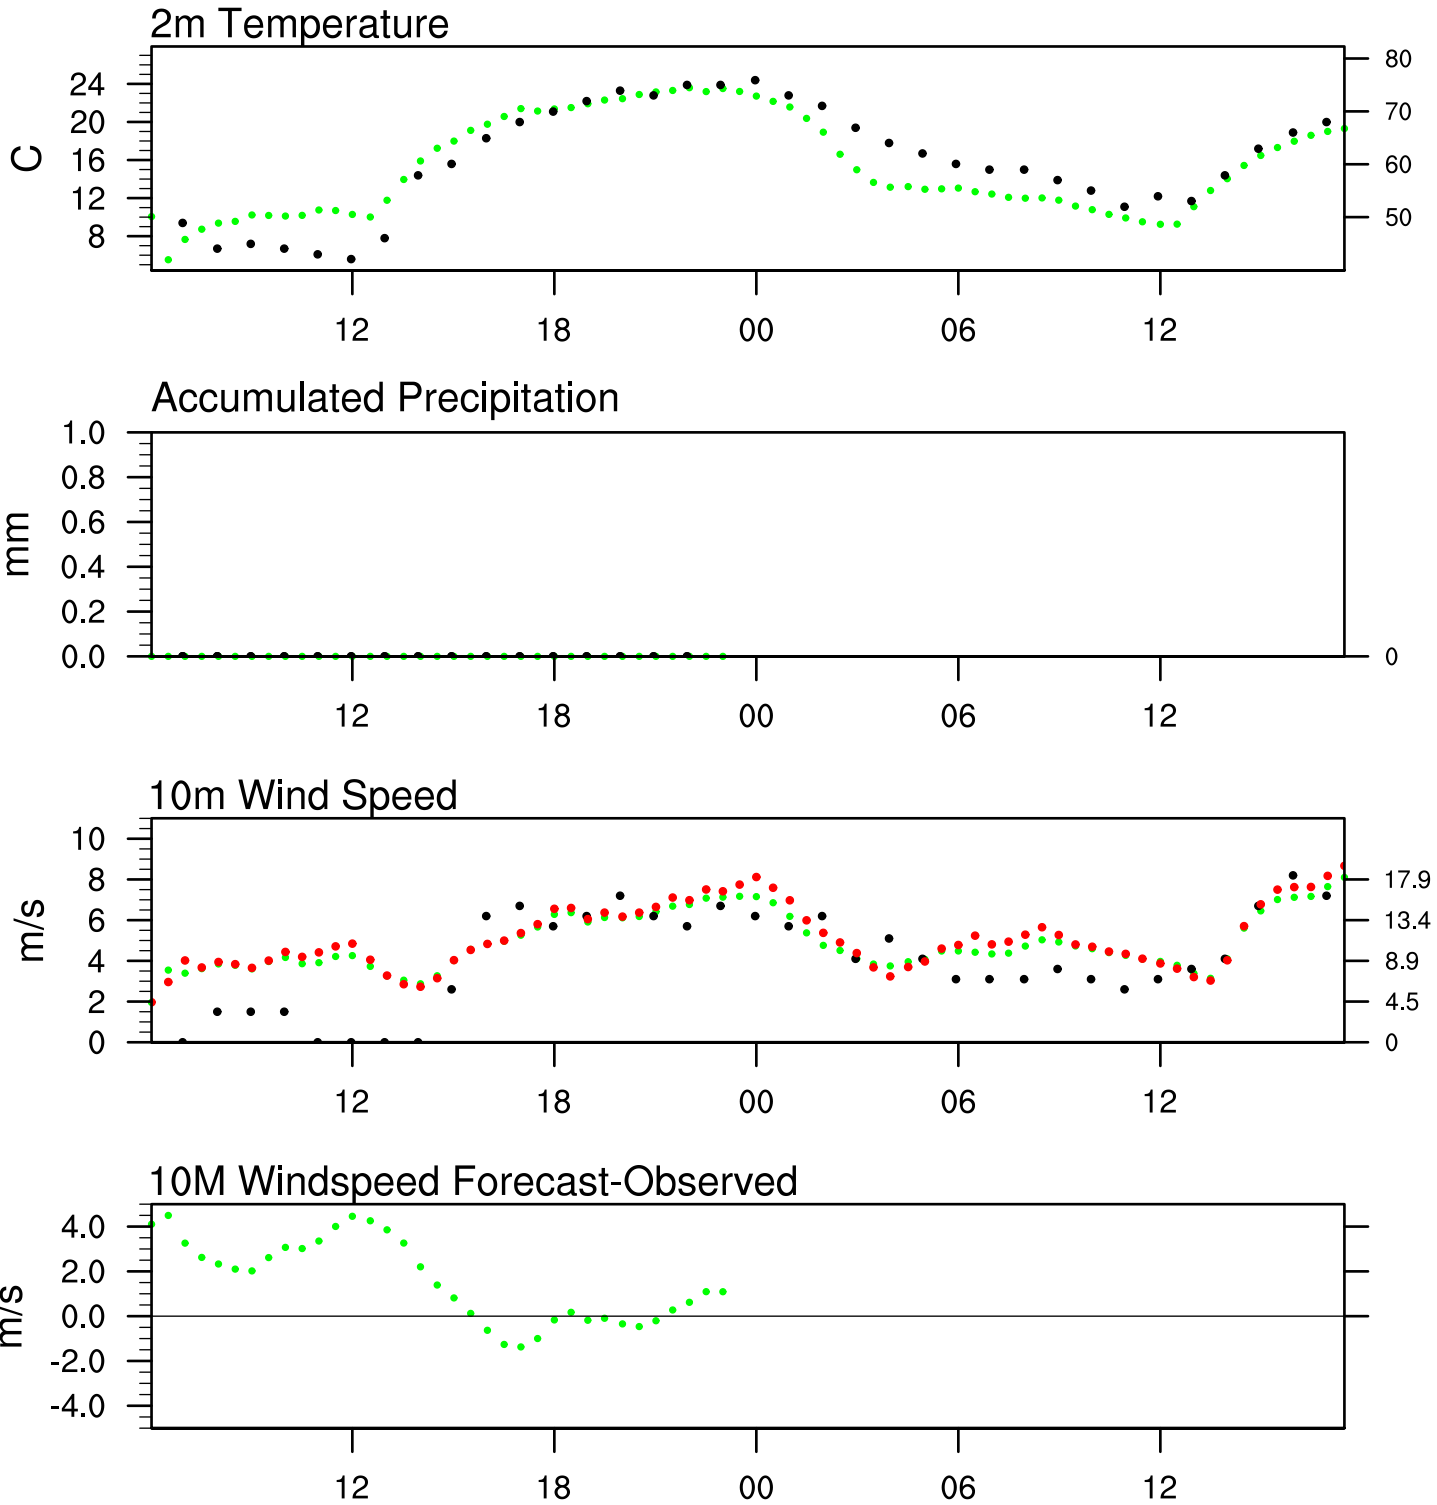 2m Temperature
24
20
16
12
8
C
80
70
60
50
12 18 00 06 12
Accumulated Precipitation
1.0
0.8
0.6
0.4
0.2
0.0
mm
0
12 18 00 06 12
10m Wind Speed
10
8
6
4
2
0
m/s
17.9
13.4
8.9
4.5
0
12 18 00 06 12
10M Windspeed Forecast-Observed
4.0
2.0
0.0
-2.0
-4.0
m/s
12 18 00 06 12